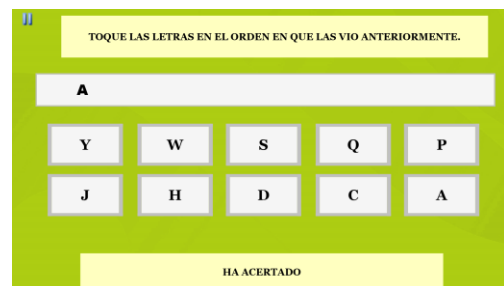 TOQUE LAS LETRAS EN EL ORDEN EN QUE LAS VIO ANTERIORMENTE.
A
Y W S Q P
J H D C A
HA ACERTADO